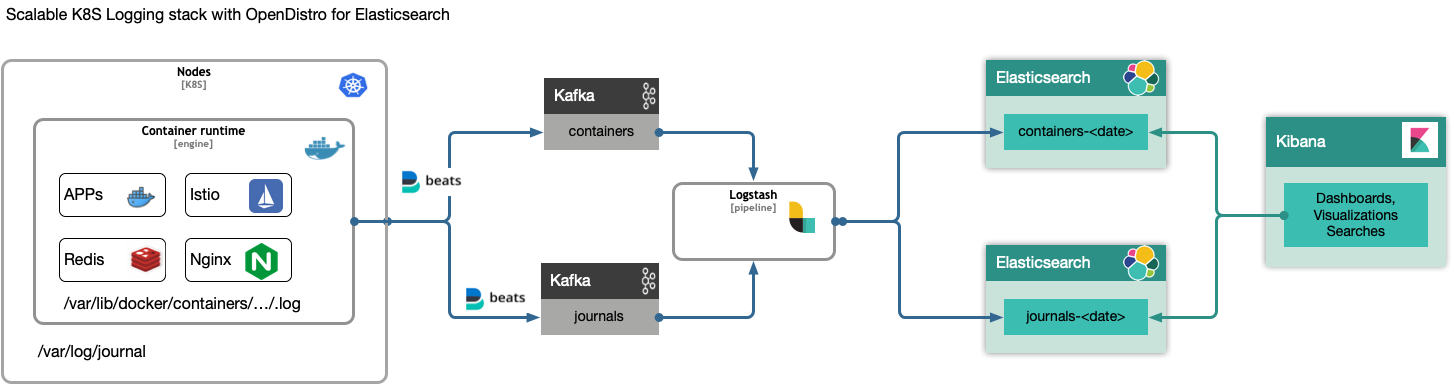 Scalable K8S Logging stack with OpenDistro for Elasticsearch
Nodes
[K8S]
Container runtime
[engine]
APPs
Istio
Redis
Nginx
/var/lib/docker/containers/.../.log
/var/log/journal
beats
beats
Kafka
containers
Kafka
journals
Logstash
[pipeline]
Elasticsearch
containers-<date>
Elasticsearch
journals-<date>
Kibana
Dashboards,
Visualizations
Searches